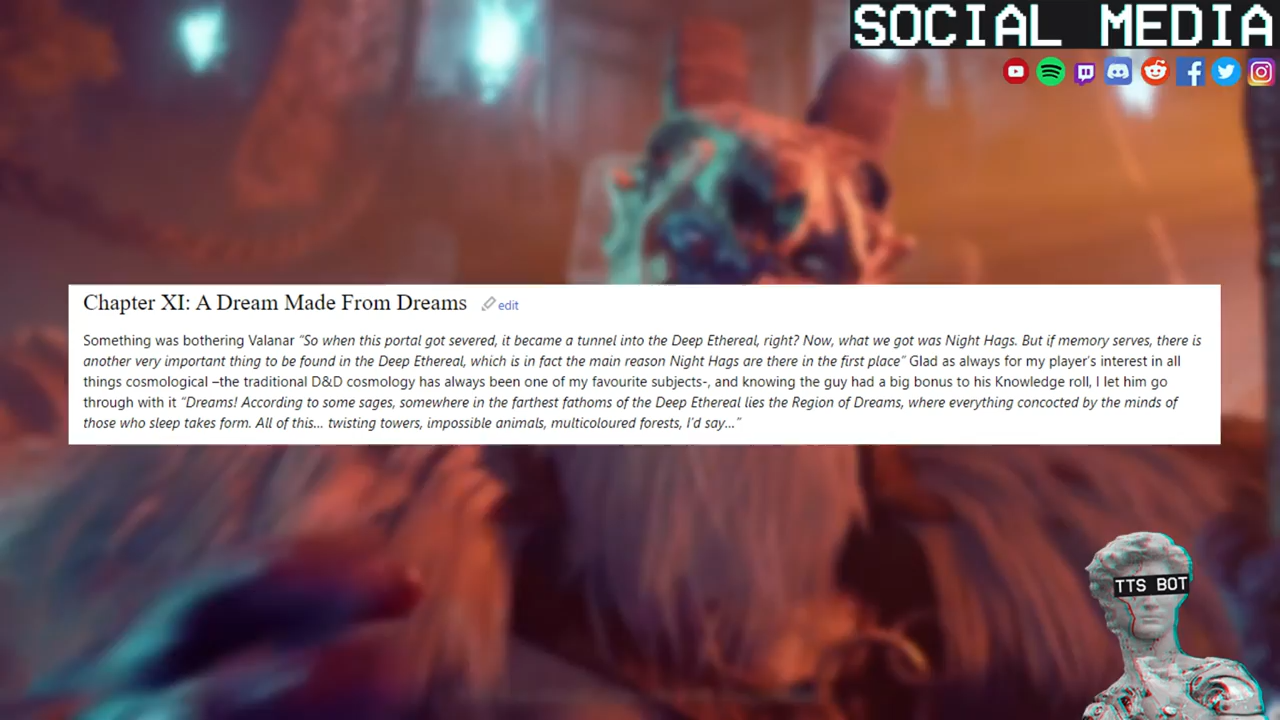 SOCIAL MEDIA
Chapter XI: A Dream Made From Dreams edit
Something was bothering Valanar “So when this portal got severed, it became a tunnel into the Deep Ethereal, right? Now, what we got was Night Hags. But if memory serves, there is
another very important thing to be found in the Deep Ethereal, which is in fact the main reason Night Hags are there in the first place” Glad as always for my player’s interest in all
things cosmological –the traditional D&D cosmology has always been one of my favourite subjects-, and knowing the guy had a big bonus to his Knowledge roll, I let him go
through with it “Dreams! According to some sages, somewhere in the farthest fathoms of the Deep Ethereal lies the Region of Dreams, where everything concocted by the minds of
those who sleep takes form. All of this… twisting towers, impossible animals, multicoloured forests, I’d say…”
TTS BOT